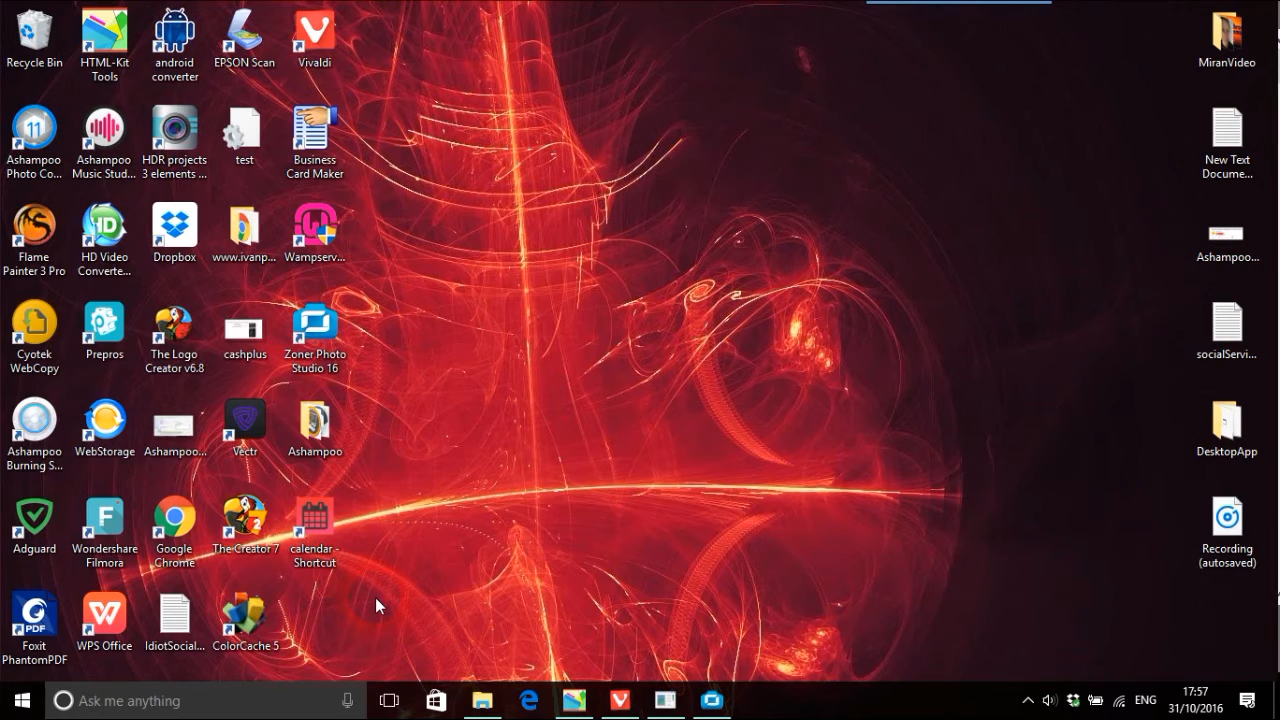 Recycle Bin
HTML-Kit
Tools
android
converter
EPSON Scan
Vivaldi
MiranVideo
11
Ashampoo
Photo Co...
Ashampoo
Music Stud...
HDR projects
3 elements ...
test
Business
Card Maker
New Text
Docume...
Flame
Painter 3 Pro
HD
HD Video
Converte...
Dropbox
www.ivanp...
Wampserv...
Ashampoo...
Cyotek
WebCopy
Prepros
The Logo
Creator v6.8
cashplus
Zoner Photo
Studio 16
socialServi...
Ashampoo
Burning S...
WebStorage
Ashampoo...
Vectr
Ashampoo
DesktopApp
Adguard
F
Wondershare
Filmora
Google
Chrome
2
The Creator 7
calendar -
Shortcut
Recording
(autosaved)
PDF
Foxit
PhantomPDF
W
WPS Office
IdiotSocial...
ColorCache 5
Ask me anything
ENG
17:57
31/10/2016